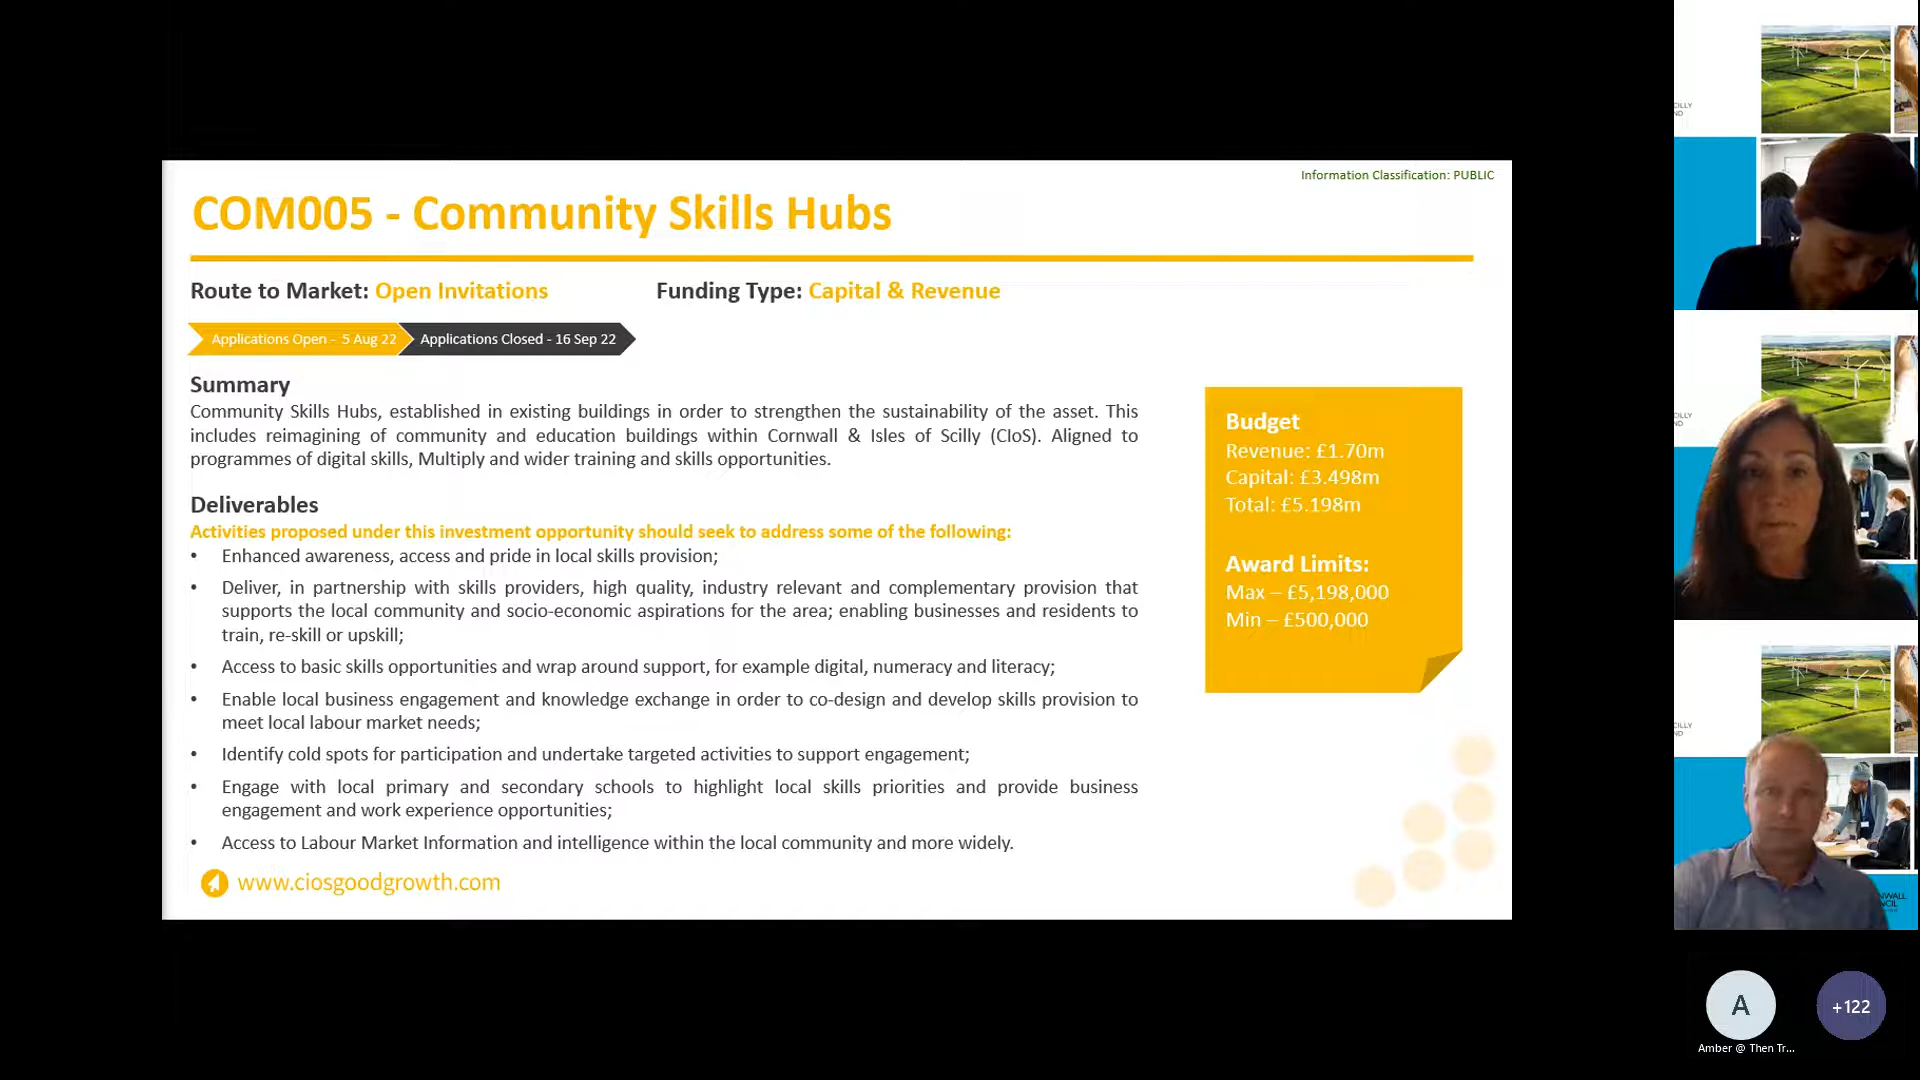 Information Classification: PUBLIC
COM005 - Community Skills Hubs
Route to Market: Open Invitations
Funding Type: Capital & Revenue
Applications Open - 5 Aug 22
Applications Closed - 16 Sep 22
Summary
Community Skills Hubs, established in existing buildings in order to strengthen the sustainability of the asset. This
includes reimagining of community and education buildings within Cornwall & Isles of Scilly (CIoS). Aligned to
programmes of digital skills, Multiply and wider training and skills opportunities.
Deliverables
Activities proposed under this investment opportunity should seek to address some of the following:
• Enhanced awareness, access and pride in local skills provision;
• Deliver, in partnership with skills providers, high quality, industry relevant and complementary provision that
supports the local community and socio-economic aspirations for the area; enabling businesses and residents to
train, re-skill or upskill;
• Access to basic skills opportunities and wrap around support, for example digital, numeracy and literacy;
• Enable local business engagement and knowledge exchange in order to co-design and develop skills provision to
meet local labour market needs;
• Identify cold spots for participation and undertake targeted activities to support engagement;
• Engage with local primary and secondary schools to highlight local skills priorities and provide business
engagement and work experience opportunities;
• Access to Labour Market Information and intelligence within the local community and more widely.
www.ciosgoodgrowth.com
Budget
Revenue: £1.70m
Capital: £3.498m
Total: £5.198m
Award Limits:
Max – £5,198,000
Min – £500,000
CILLY
ND
CILLY
ND
CILLY
ND
NWALL
NCIL
A
Amber @ Then Tr...
+122